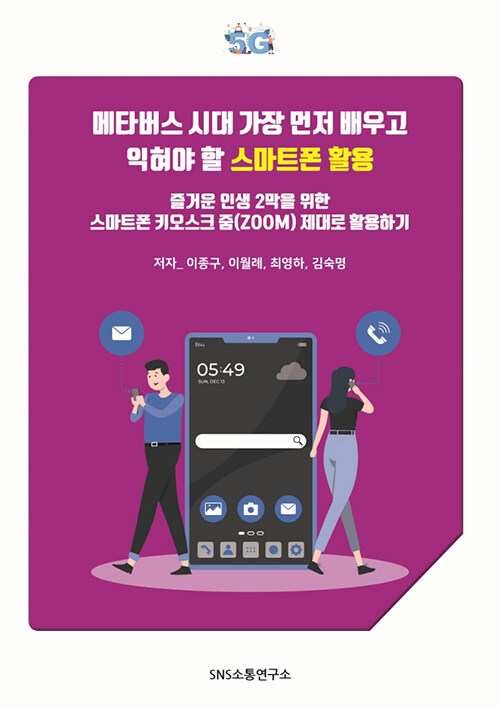 5G
메타버스 시대 가장 먼저 배우고
익혀야 할 스마트폰 활용
즐거운 인생 2막을 위한
스마트폰 키오스크 줌(ZOOM) 제대로 활용하기
저자_ 이종구, 이월례, 최영하, 김숙명
05:49
SUN, DEC 13
SNS소통연구소